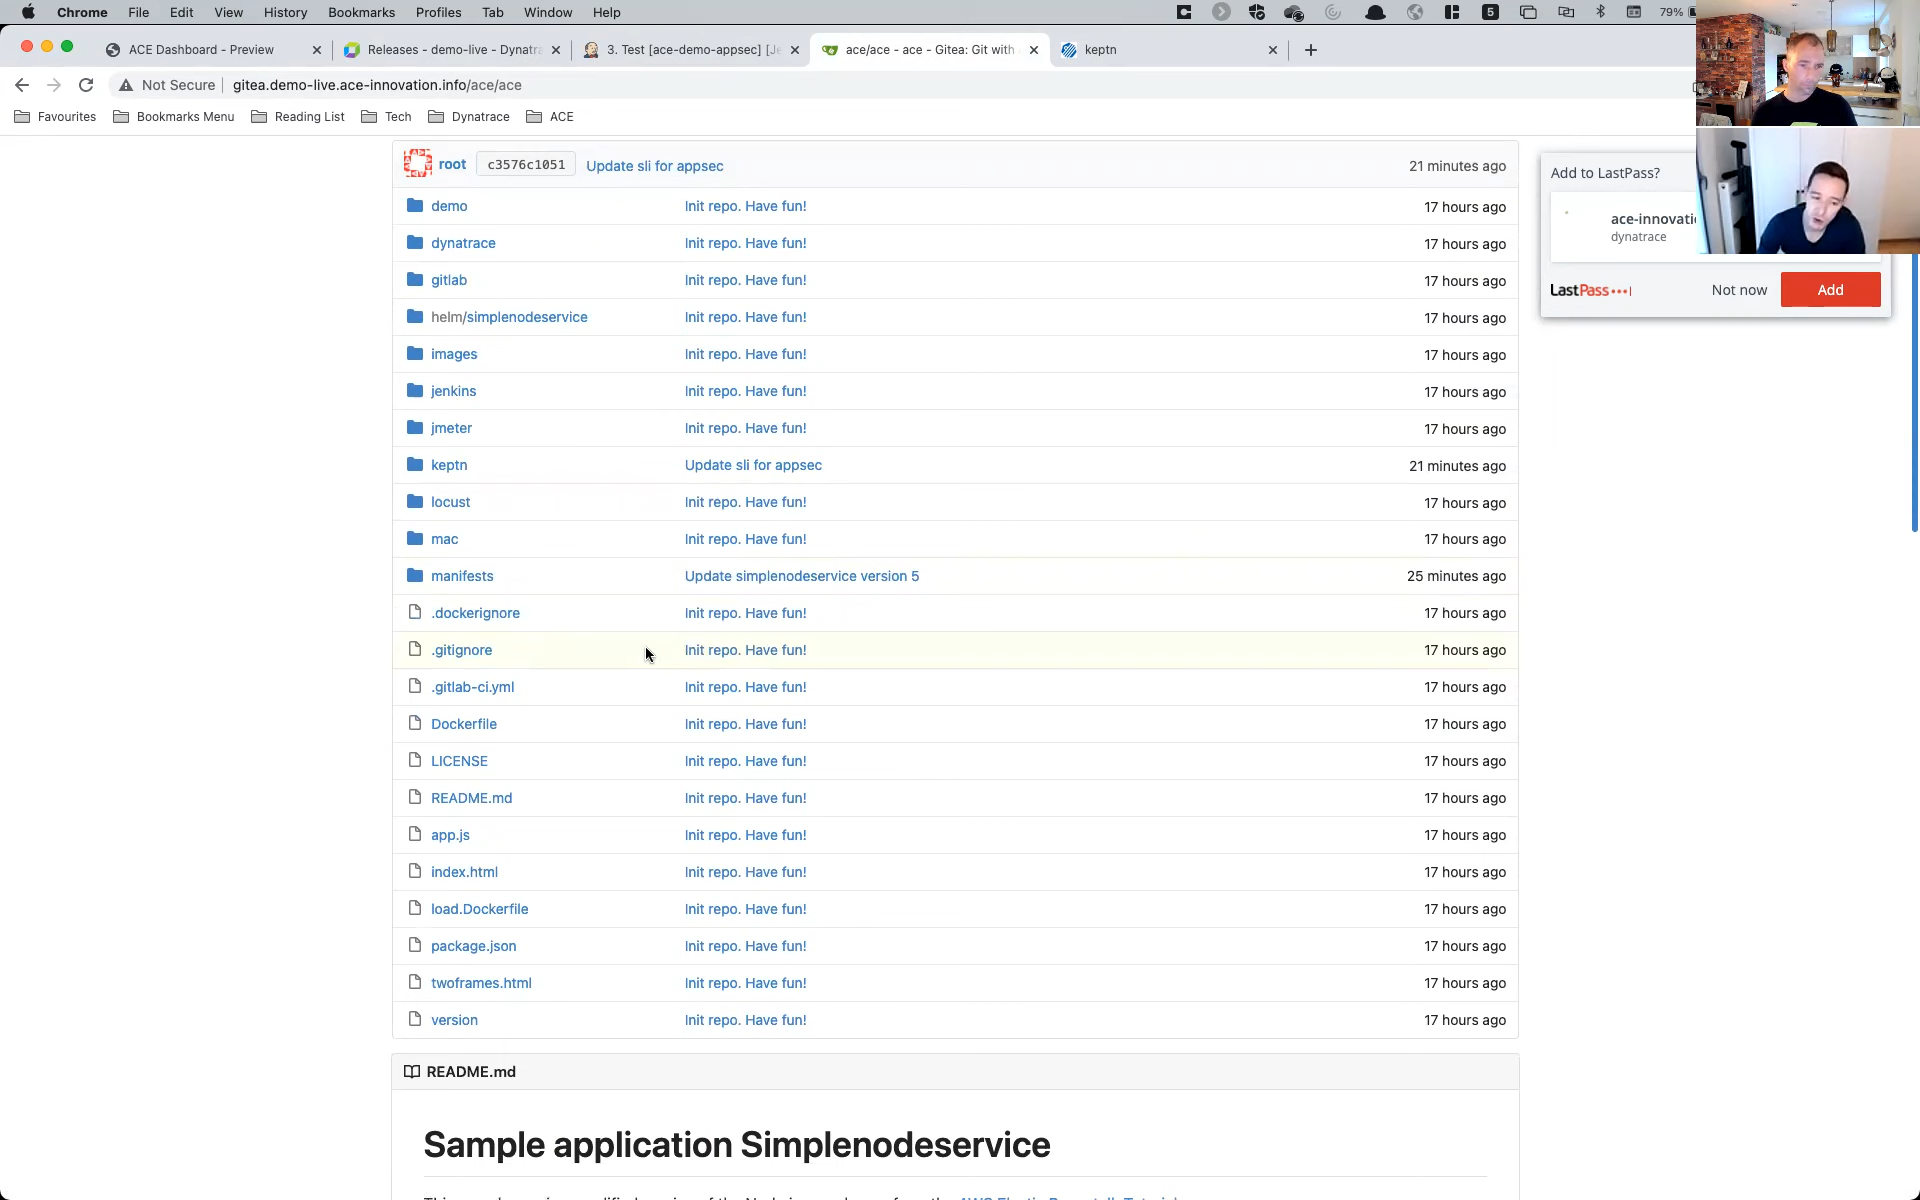 Chrome File Edit View History Bookmarks Profiles Tab Window Help 5 79%
ACE Dashboard - Preview Releases - demo-live - Dynatra 3. Test [ace-demo-appsec] [Je ace/ace - ace - Gitea: Git with keptn
Not Secure gitea.demo-live.ace-innovation.info/ace/ace
Favourites Bookmarks Menu Reading List Tech Dynatrace ACE
root c3576c1051 Update sli for appsec 21 minutes ago
demo Init repo. Have fun! 17 hours ago
dynatrace Init repo. Have fun! 17 hours ago
gitlab Init repo. Have fun! 17 hours ago
helm/simplenodeservice Init repo. Have fun! 17 hours ago
images Init repo. Have fun! 17 hours ago
jenkins Init repo. Have fun! 17 hours ago
jmeter Init repo. Have fun! 17 hours ago
keptn Update sli for appsec 21 minutes ago
locust Init repo. Have fun! 17 hours ago
mac Init repo. Have fun! 17 hours ago
manifests Update simplenodeservice version 5 25 minutes ago
.dockerignore Init repo. Have fun! 17 hours ago
.gitignore Init repo. Have fun! 17 hours ago
.gitlab-ci.yml Init repo. Have fun! 17 hours ago
Dockerfile Init repo. Have fun! 17 hours ago
LICENSE Init repo. Have fun! 17 hours ago
README.md Init repo. Have fun! 17 hours ago
app.js Init repo. Have fun! 17 hours ago
index.html Init repo. Have fun! 17 hours ago
load.Dockerfile Init repo. Have fun! 17 hours ago
package.json Init repo. Have fun! 17 hours ago
twoframes.html Init repo. Have fun! 17 hours ago
version Init repo. Have fun! 17 hours ago
README.md
Sample application Simplenodeservice
Add to LastPass?
ace-innovati
dynatrace
LastPass Not now Add